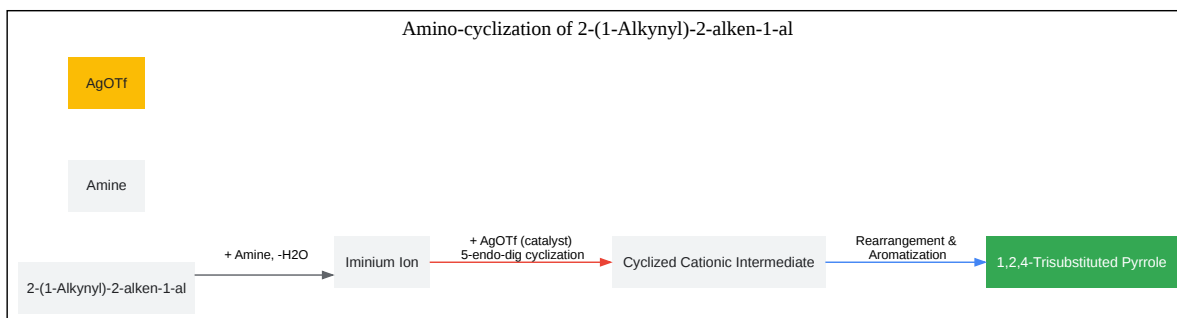 Amino-cyclization of 2-(1-Alkynyl)-2-alken-1-al
AgOTf
Amine
2-(1-Alkynyl)-2-alken-1-al
+ Amine, -H2O
Iminium Ion
+ AgOTf (catalyst)
5-endo-dig cyclization
Cyclized Cationic Intermediate
Rearrangement &
Aromatization
1,2,4-Trisubstituted Pyrrole